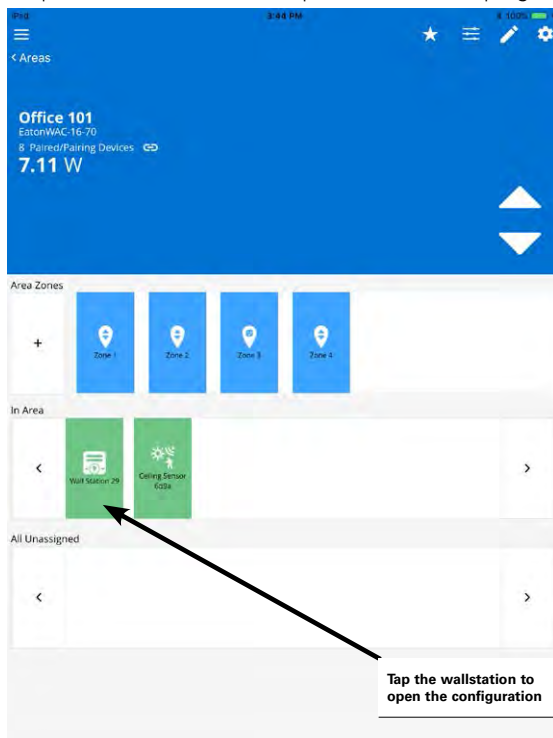 iPad
3:44 PM
100%
< Areas
Office 101
EatonWAC-16-70
8 Paired/Pairing Devices
7.11 W
Area Zones
+
Zone 1
Zone 2
Zone 3
Zone 4
In Area
<
Wall Station 29
Ceiling Sensor
>
All Unassigned
<
>
Tap the wallstation to
open the configuration